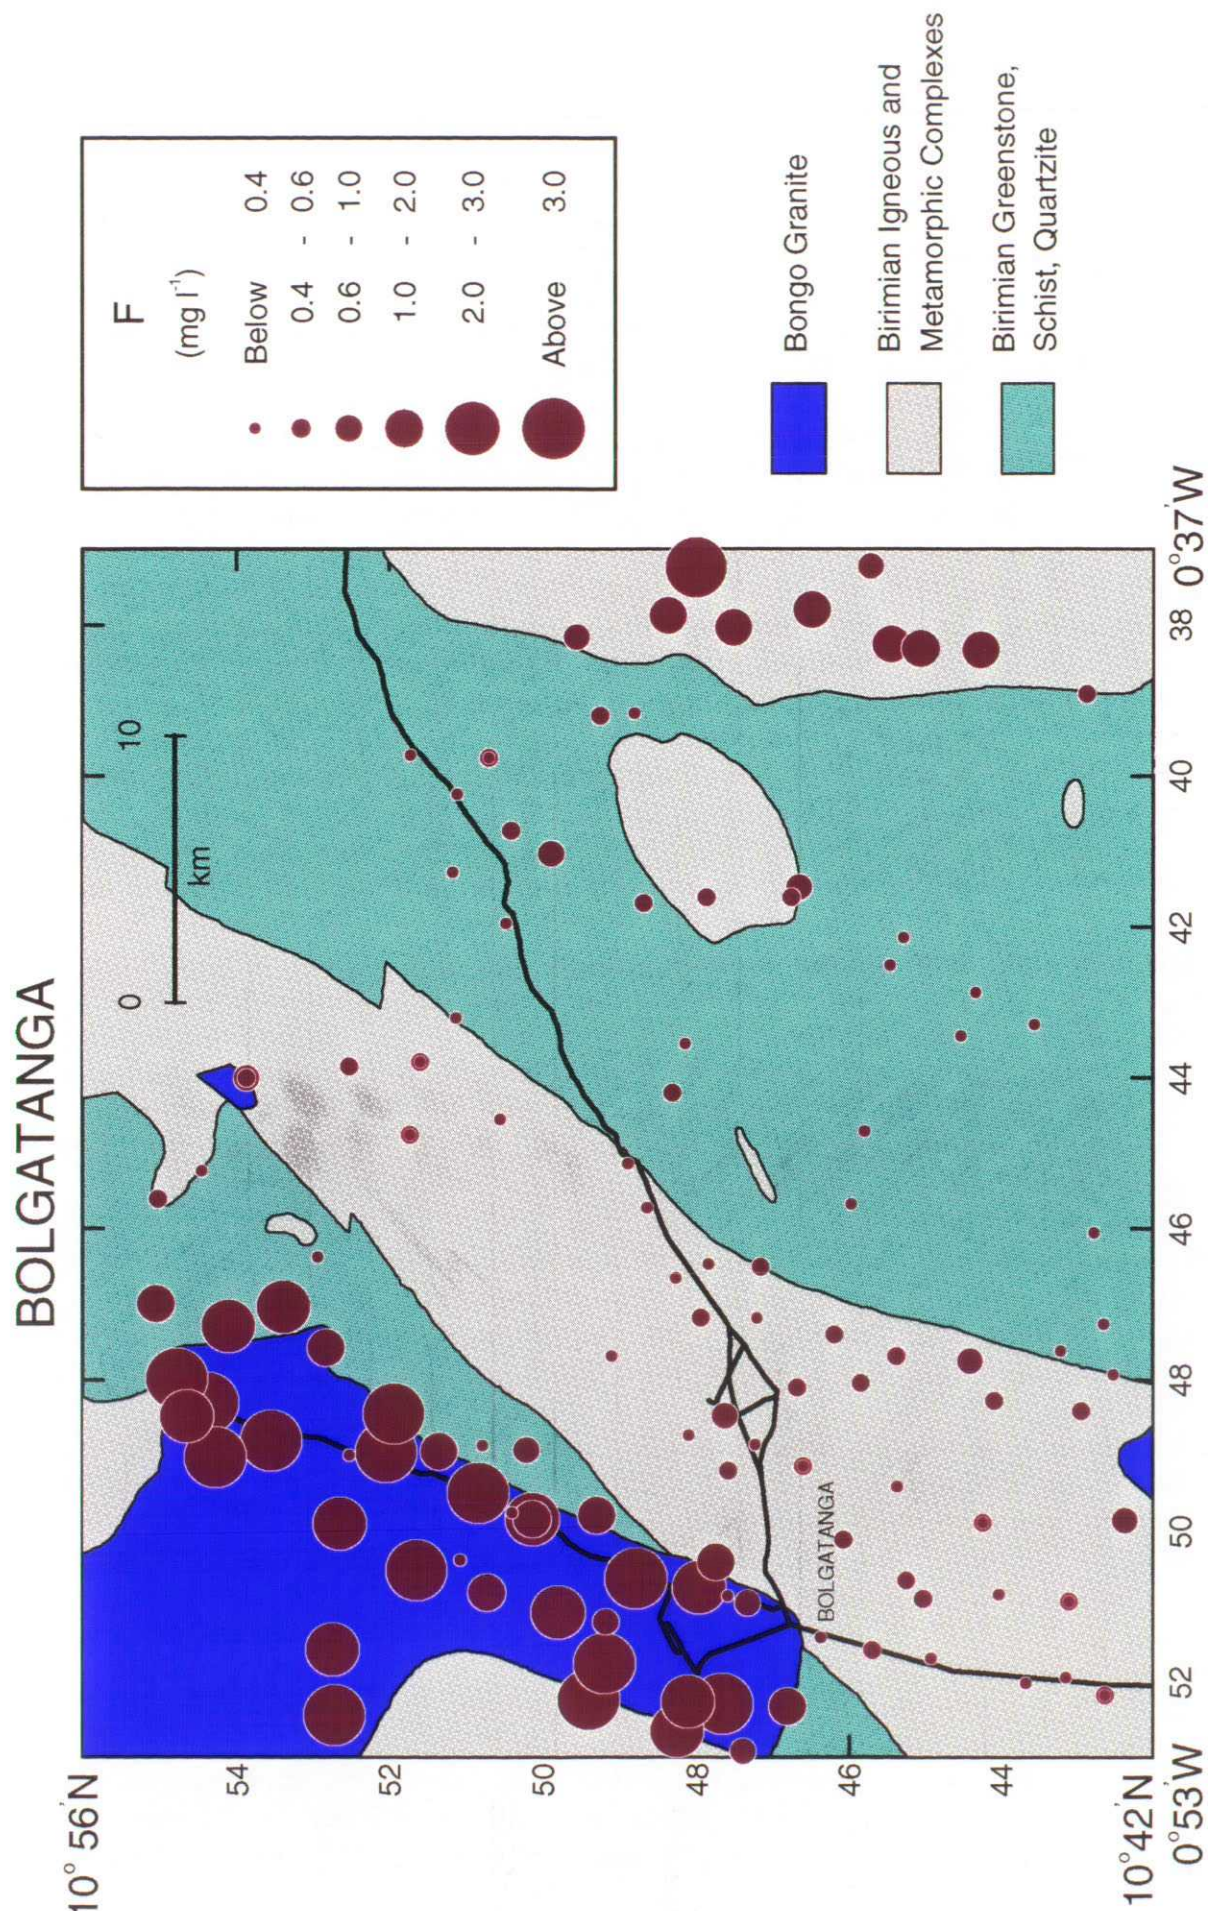 BOLGATANGA
F
(mg l⁻¹)
Below 0.4
0.4 - 0.6
0.6 - 1.0
1.0 - 2.0
2.0 - 3.0
Above 3.0
Bongo Granite
Birimian Igneous and
Metamorphic Complexes
Birimian Greenstone,
Schist, Quartzite
0 10
km
BOLGATANGA
10°56'N
54
52
50
48
46
44
10°42'N
0°53'W 52 50 48 46 44 42 40 38 0°37'W